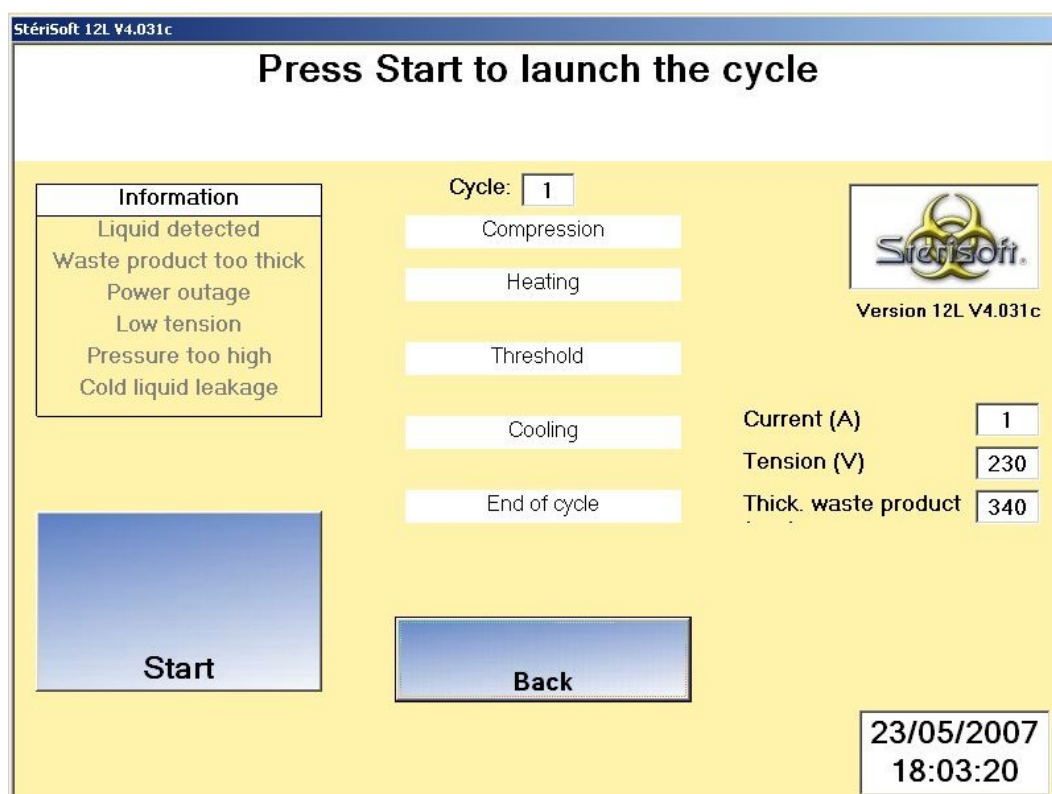 StériSoft 12L V4.031c
Press Start to launch the cycle
Information
Liquid detected
Waste product too thick
Power outage
Low tension
Pressure too high
Cold liquid leakage
Cycle: 1
Compression
Heating
Threshold
Cooling
End of cycle
Sterisoft.
Version 12L V4.031c
Current (A) 1
Tension (V) 230
Thick. waste product 340
Start
Back
23/05/2007
18:03:20